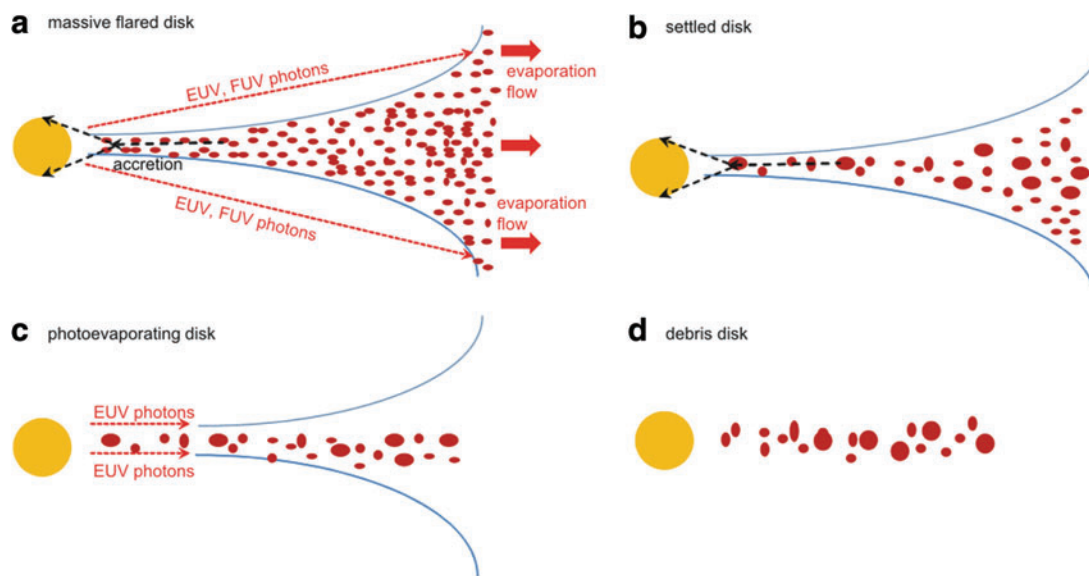 a massive flared disk
EUV, FUV photons
evaporation
flow
accretion
EUV, FUV photons
evaporation
flow
b settled disk
c photoevaporating disk
EUV photons
EUV photons
d debris disk